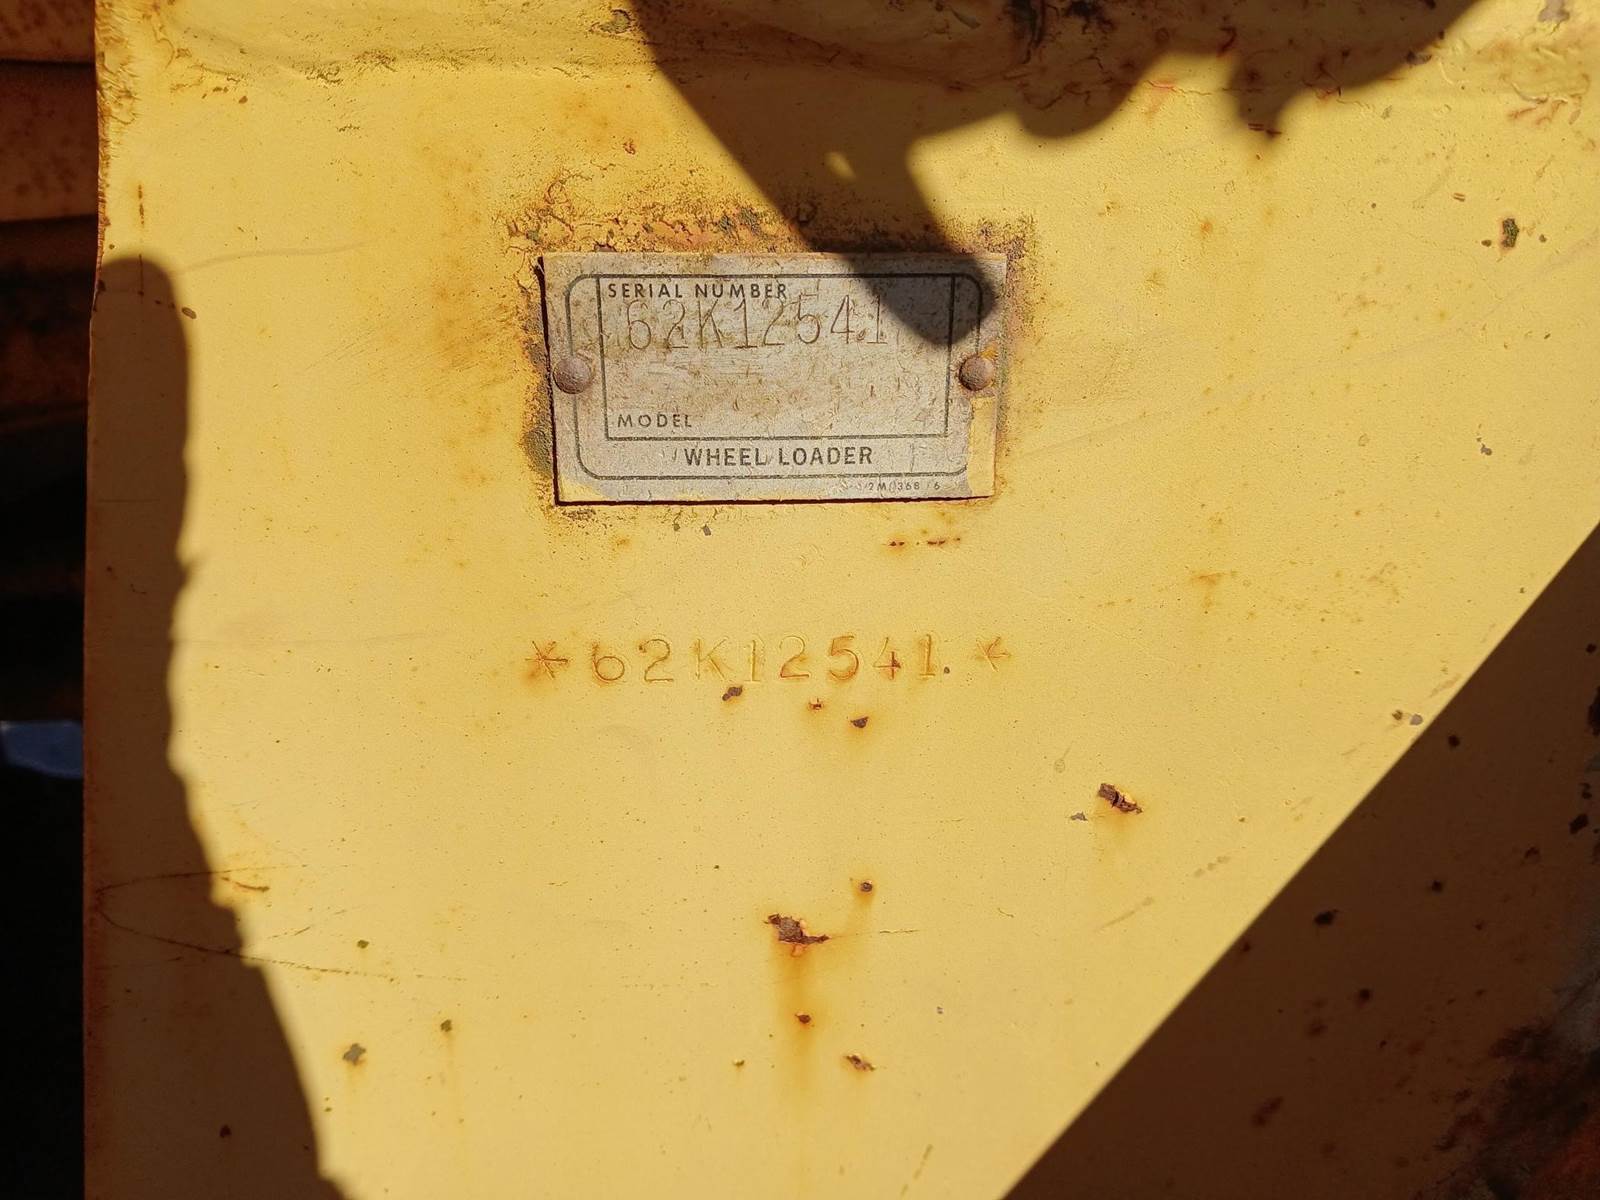 SERIAL NUMBER
62K12541
MODEL
WHEEL LOADER
*62K12541*